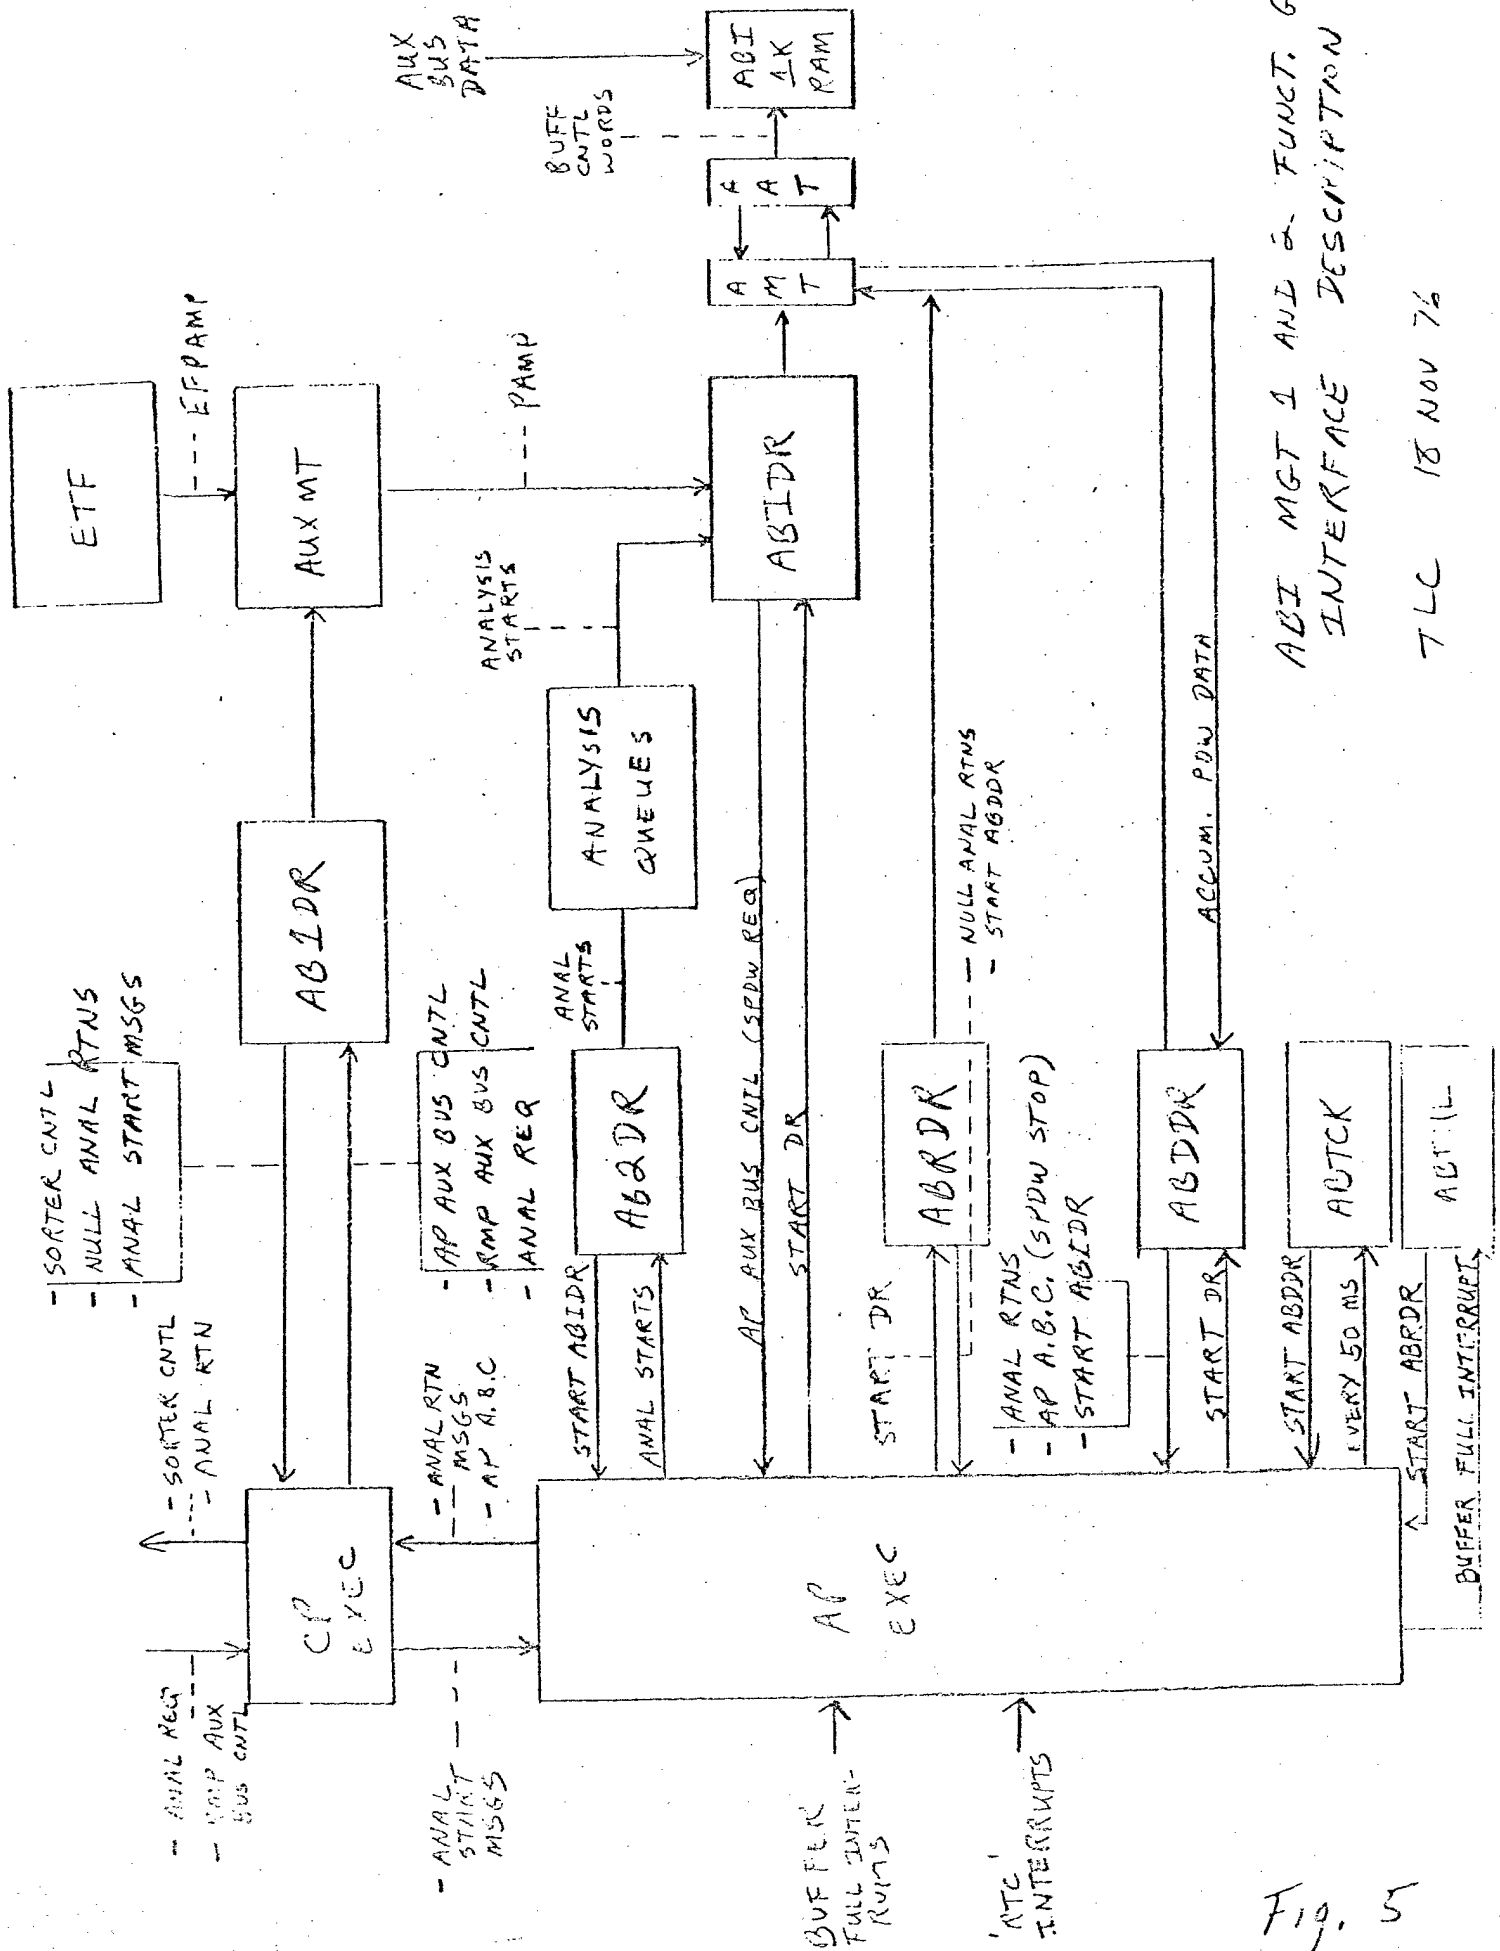 ETF
--- EFPAMP
AUX MT
--- PAMP
AUX
BUS
DATA
ABI
1K
RAM
BUFF
CNTL
WORDS
A
A
T
A
M
T
ABIDR
ANALYSIS
STARTS
ANALYSIS
QUEUES
ANAL
STARTS
AB1DR
- SORTER CNTL
- NULL ANAL RTNS
- ANAL START MSGS
- AP AUX BUS CNTL
- RMP AUX BUS CNTL
- ANAL REQ
- SORTER CNTL
- ANAL RTN
CP
EXEC
- ANAL REQ
- RMP AUX
BUS CNTL
- ANAL RTN
MSGS
- AP A.B.C
- ANAL
START
MSGS
AB2DR
START ABIDR
ANAL STARTS
AP AUX BUS CNTL (SPDW REQ)
START DR
ABRDR
START DR
- NULL ANAL RTNS
- START ABDDR
- ANAL RTNS
- AP A.B.C. (SPDW STOP)
- START ABIDR
ABDDR
START DR
ACCUM. PDW DATA
ABTCK
START ABDDR
EVERY 50 MS
START ABRDR
BUFFER FULL INTERRUPT
AP
EXEC
BUFFER
FULL INTER-
RUPTS
'RTC'
INTERRUPTS
ABI MGT 1 AND 2 FUNCT. G
INTERFACE DESCRIPTION
TLC 18 NOV 76
Fig. 5